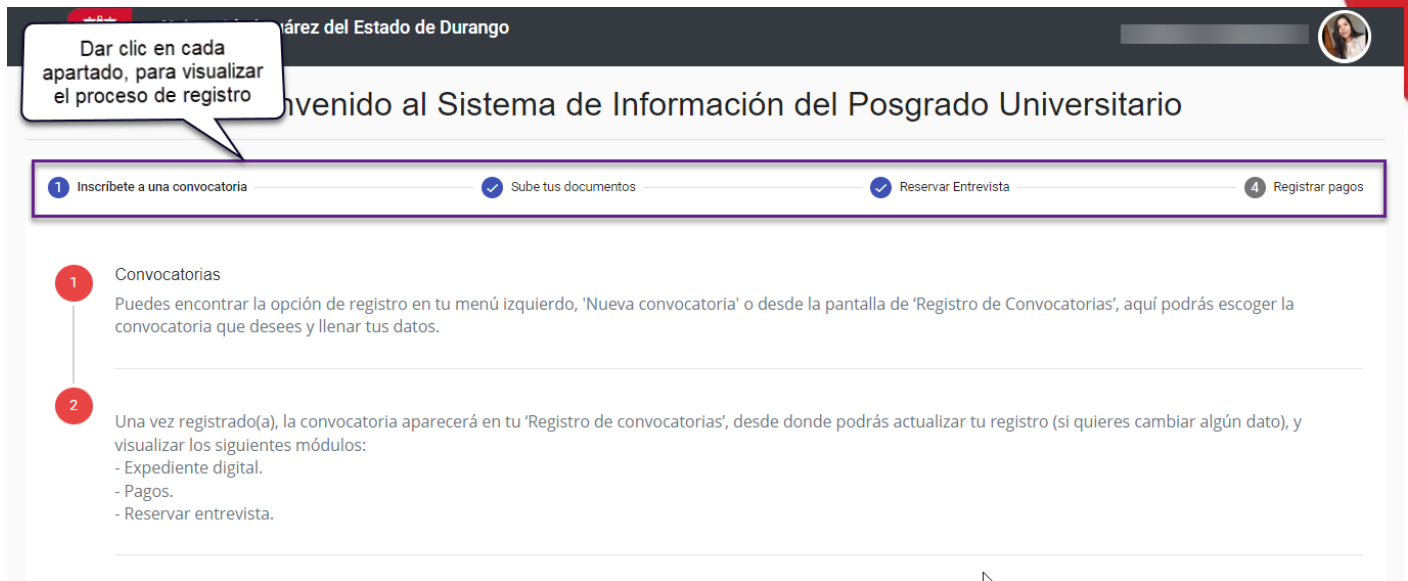 árez del Estado de Durango
Dar clic en cada
apartado, para visualizar
el proceso de registro
nvenido al Sistema de Información del Posgrado Universitario
1 Inscríbete a una convocatoria
Sube tus documentos
Reservar Entrevista
4 Registrar pagos
1
Convocatorias
Puedes encontrar la opción de registro en tu menú izquierdo, 'Nueva convocatoria' o desde la pantalla de ‘Registro de Convocatorias’, aquí podrás escoger la
convocatoria que desees y llenar tus datos.
2
Una vez registrado(a), la convocatoria aparecerá en tu ‘Registro de convocatorias’, desde donde podrás actualizar tu registro (si quieres cambiar algún dato), y
visualizar los siguientes módulos:
- Expediente digital.
- Pagos.
- Reservar entrevista.